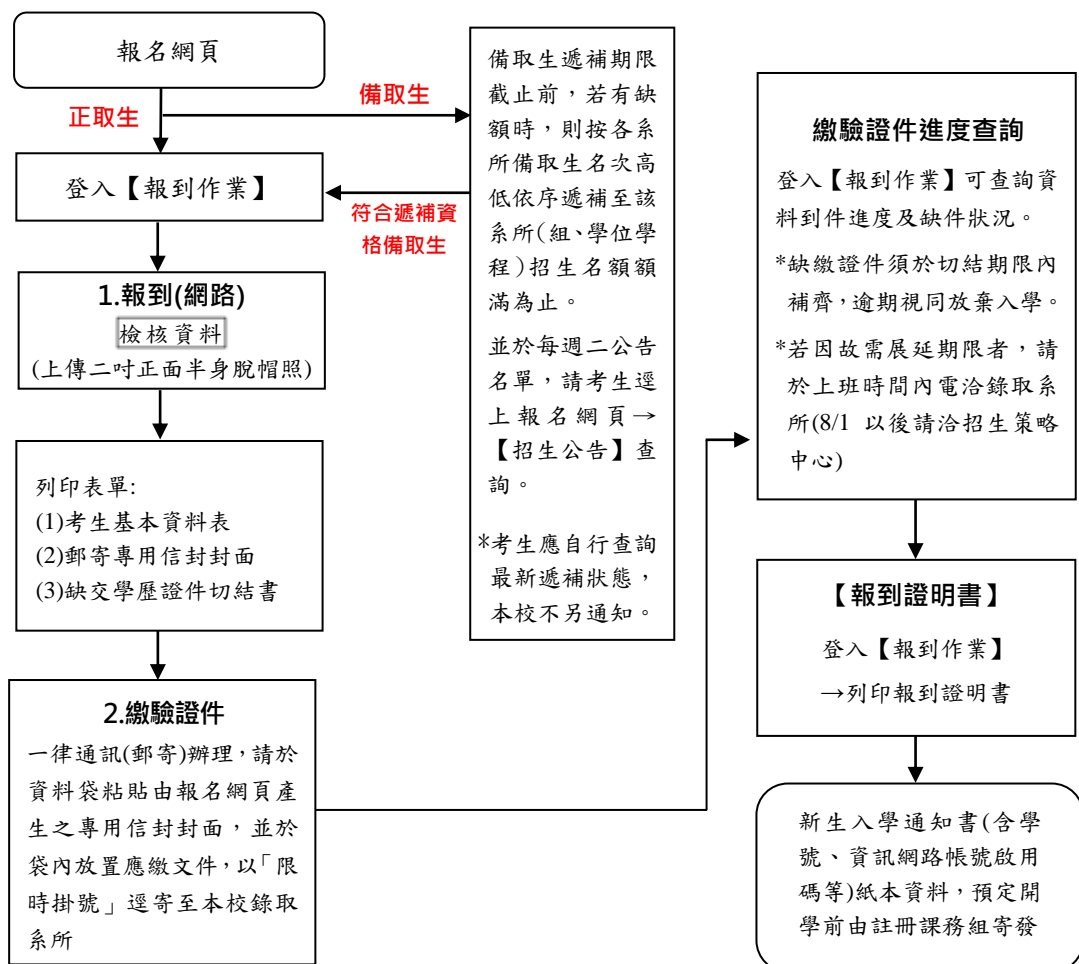 報名網頁
正取生
備取生
登入【報到作業】
符合遞補資
格備取生
1.報到(網路)
檢核資料
(上傳二吋正面半身脫帽照)
列印表單:
(1)考生基本資料表
(2)郵寄專用信封封面
(3)缺交學歷證件切結書
2.繳驗證件
一律通訊(郵寄)辦理，請於
資料袋粘貼由報名網頁產
生之專用信封封面，並於
袋內放置應繳文件，以「限
時掛號」逕寄至本校錄取
系所
備取生遞補期限
截止前，若有缺
額時，則按各系
所備取生名次高
低依序遞補至該
系所(組、學位學
程)招生名額額
滿為止。
並於每週二公告
名單，請考生逕
上報名網頁→
【招生公告】查
詢。
*考生應自行查詢
最新遞補狀態，
本校不另通知。
繳驗證件進度查詢
登入【報到作業】可查詢資
料到件進度及缺件狀況。
*缺繳證件須於切結期限內
補齊，逾期視同放棄入學。
*若因故需展延期限者，請
於上班時間內電洽錄取系
所(8/1 以後請洽招生策略
中心)
【報到證明書】
登入【報到作業】
→列印報到證明書
新生入學通知書(含學
號、資訊網路帳號啟用
碼等)紙本資料，預定開
學前由註冊課務組寄發